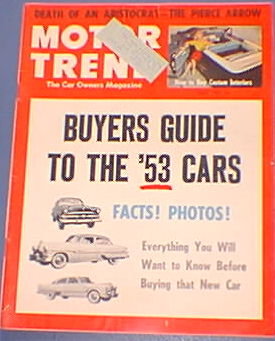 DEATH OF AN ARISTOCRAT—THE PIERCE ARROW
MOTOR
TREND
The Car Owners Magazine
How to Buy Custom Interiors
BUYERS GUIDE
TO THE '53 CARS
FACTS! PHOTOS!
Everything You Will
Want to Know Before
Buying that New Car